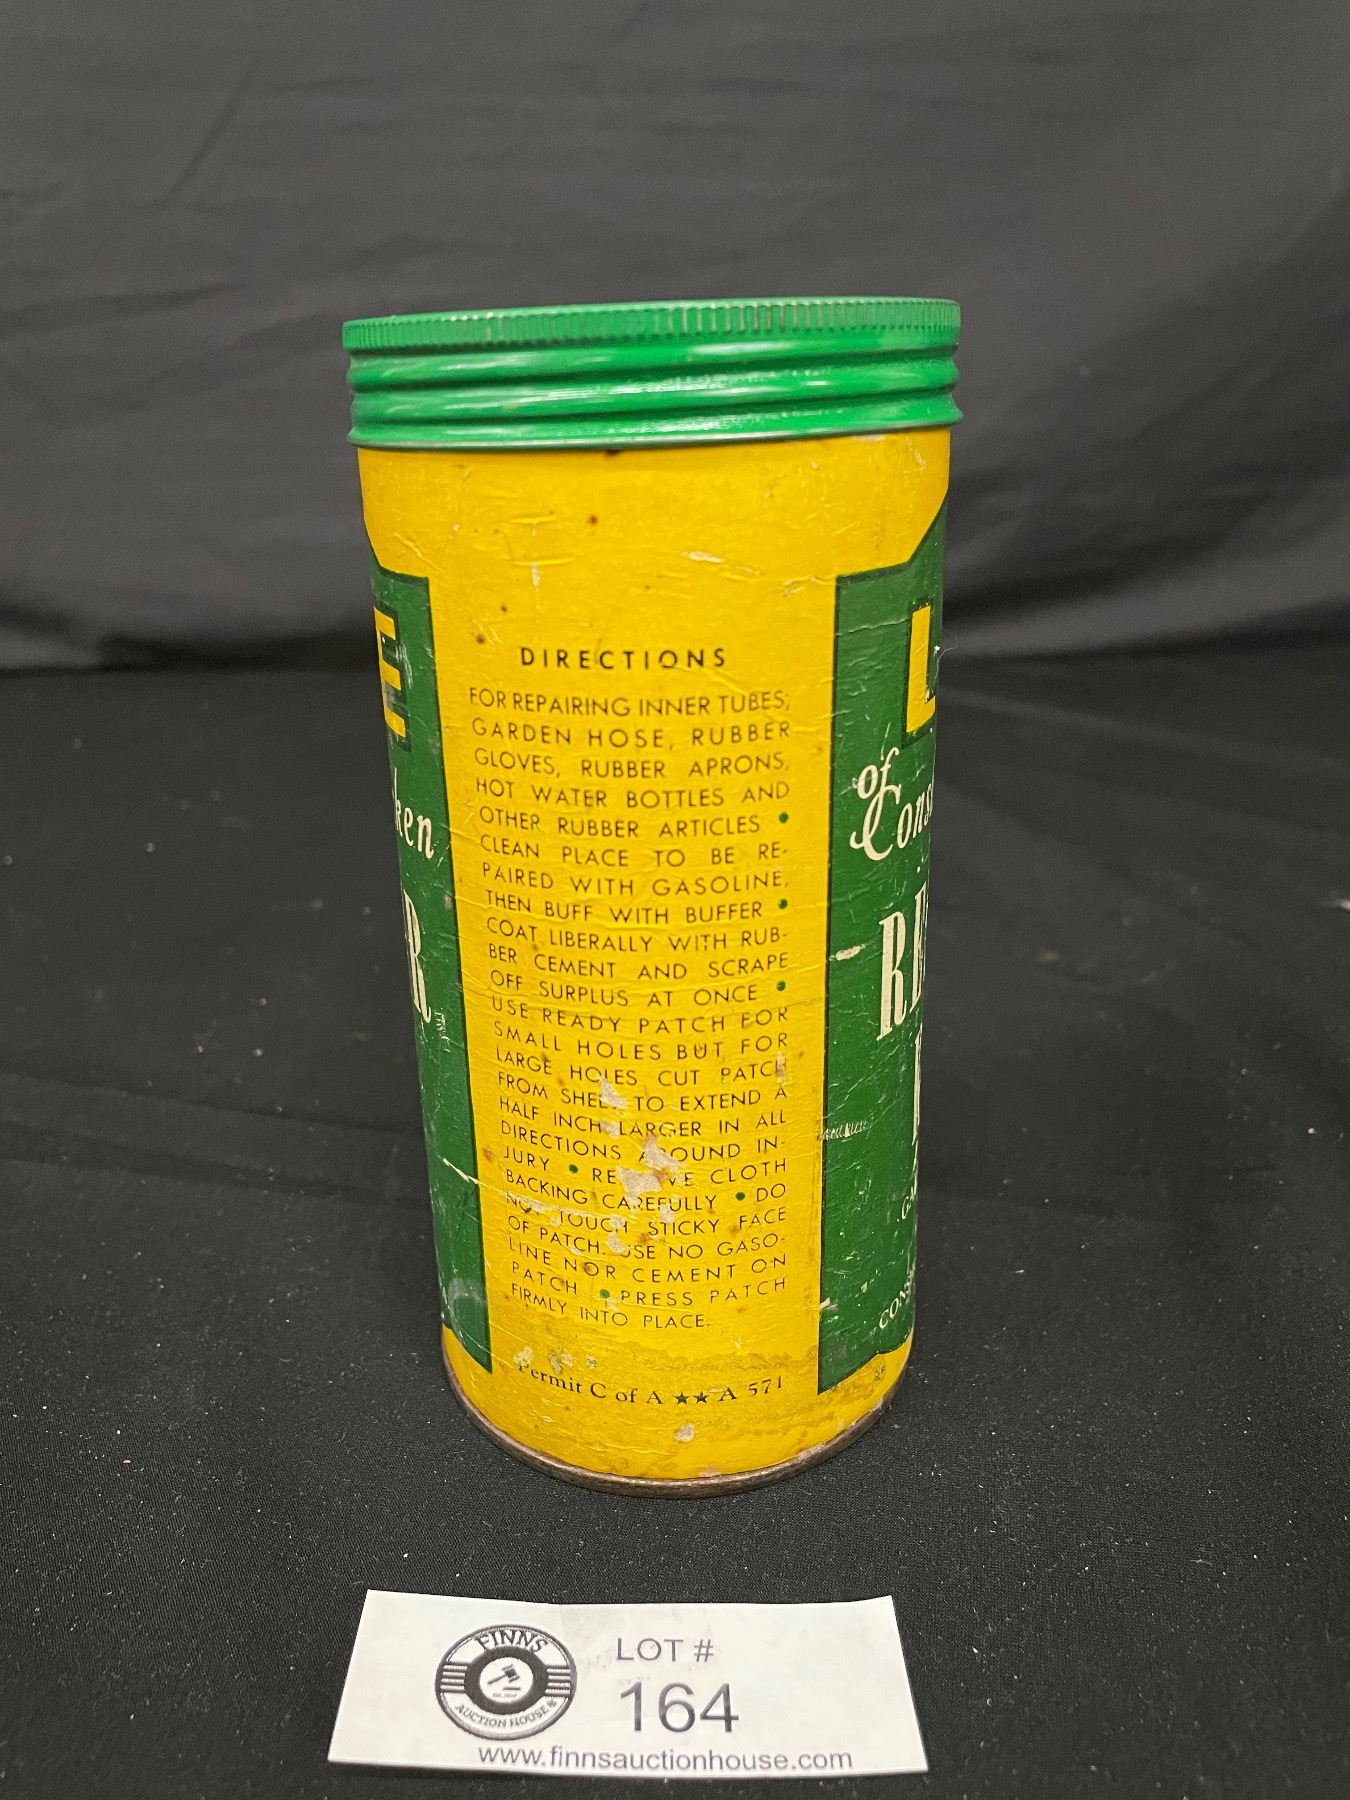 DIRECTIONS
FOR REPAIRING INNER TUBES;
GARDEN HOSE, RUBBER
GLOVES, RUBBER APRONS,
HOT WATER BOTTLES AND
OTHER RUBBER ARTICLES •
CLEAN PLACE TO BE RE-
PAIRED WITH GASOLINE,
THEN BUFF WITH BUFFER •
COAT LIBERALLY WITH RUB-
BER CEMENT AND SCRAPE
OFF SURPLUS AT ONCE •
USE READY PATCH FOR
SMALL HOLES BUT FOR
LARGE HOLES CUT PATCH
FROM SHEET TO EXTEND A
HALF INCH LARGER IN ALL
DIRECTIONS AROUND IN-
JURY • REMOVE CLOTH
BACKING CAREFULLY • DO
NOT TOUCH STICKY FACE
OF PATCH. USE NO GASO-
LINE NOR CEMENT ON
PATCH • PRESS PATCH
FIRMLY INTO PLACE.
Permit C of A ★★ A 571
E
ken
R
L
of
Cons
RE
CONS
FINNS
AUCTION HOUSE
LOT #
164
www.finnsauctionhouse.com